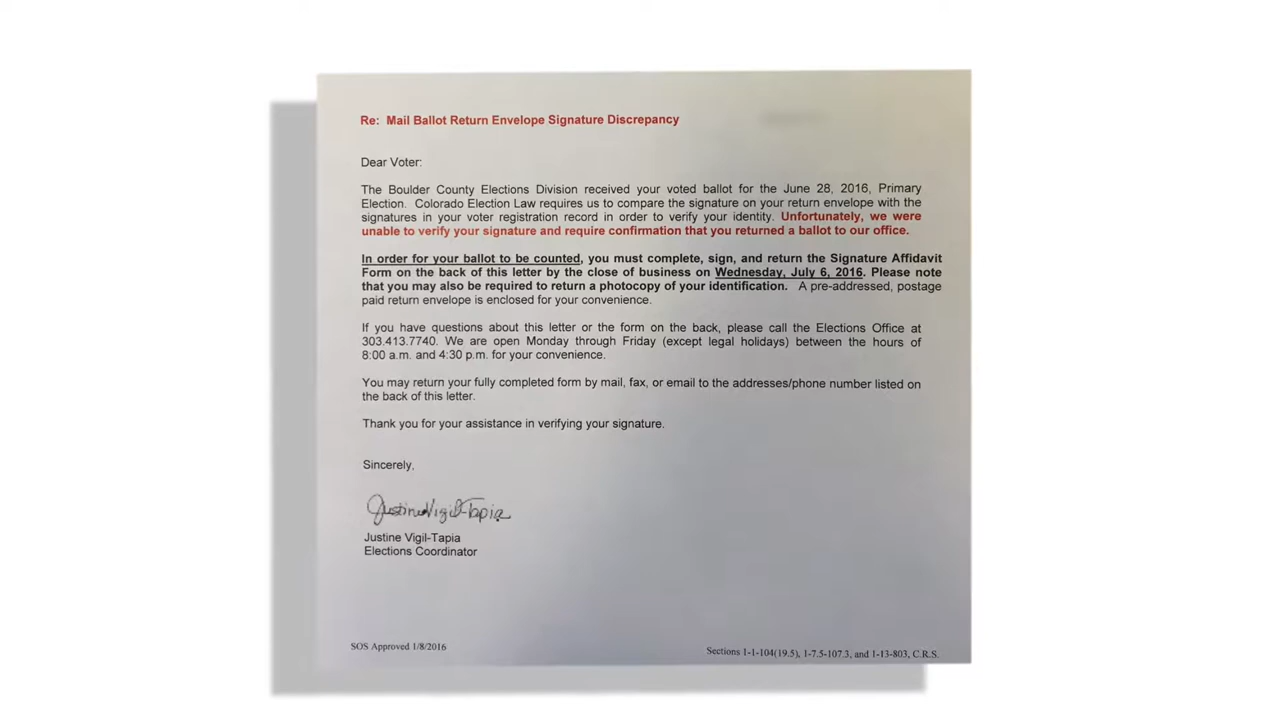 Re: Mail Ballot Return Envelope Signature Discrepancy
Dear Voter:
The Boulder County Elections Division received your voted ballot for the June 28, 2016, Primary
Election. Colorado Election Law requires us to compare the signature on your return envelope with the
signatures in your voter registration record in order to verify your identity. Unfortunately, we were
unable to verify your signature and require confirmation that you returned a ballot to our office.
In order for your ballot to be counted, you must complete, sign, and return the Signature Affidavit
Form on the back of this letter by the close of business on Wednesday, July 6, 2016. Please note
that you may also be required to return a photocopy of your identification. A pre-addressed, postage
paid return envelope is enclosed for your convenience.
If you have questions about this letter or the form on the back, please call the Elections Office at
303.413.7740. We are open Monday through Friday (except legal holidays) between the hours of
8:00 a.m. and 4:30 p.m. for your convenience.
You may return your fully completed form by mail, fax, or email to the addresses/phone number listed on
the back of this letter.
Thank you for your assistance in verifying your signature.
Sincerely,
Justine Vigil-Tapia
Justine Vigil-Tapia
Elections Coordinator
SOS Approved 1/8/2016
Sections 1-1-104(19.5), 1-7.5-107.3, and 1-13-803, C.R.S.